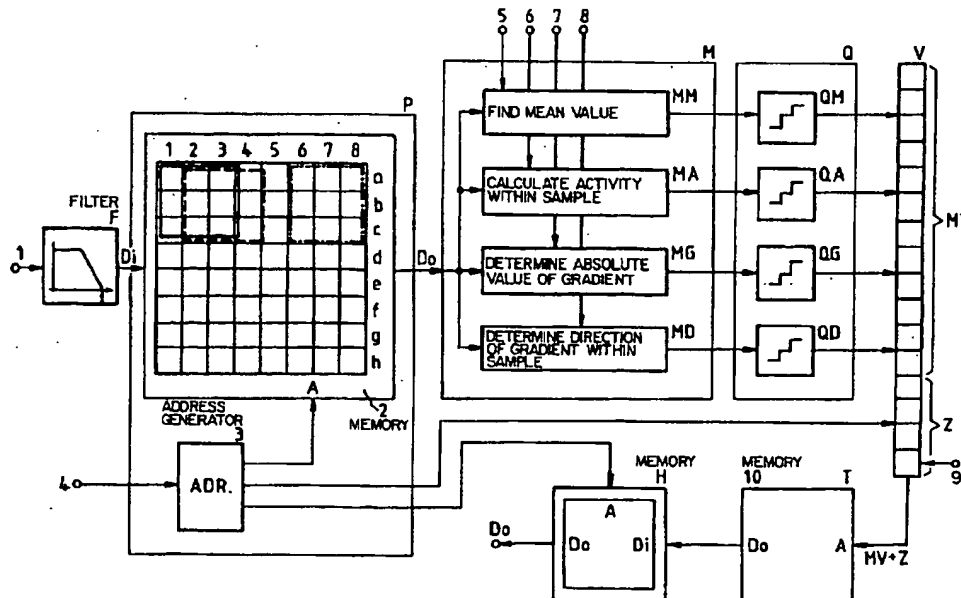 5 6 7 8
M
Q
V
P
1 2 3 4 5 6 7 8
a
b
c
d
e
f
g
h
FILTER
F
1
Di
Do
FIND MEAN VALUE
MM
QM
CALCULATE ACTIVITY
WITHIN SAMPLE
MA
QA
DETERMINE ABSOLUTE
VALUE OF GRADIENT
MG
QG
DETERMINE DIRECTION
OF GRADIENT WITHIN
SAMPLE
MD
QD
Z
A
2
MEMORY
ADDRESS
GENERATOR
3
4
ADR.
9
MEMORY
H
MEMORY
10
T
A
Do
Do
Di
Do
A
MV+Z